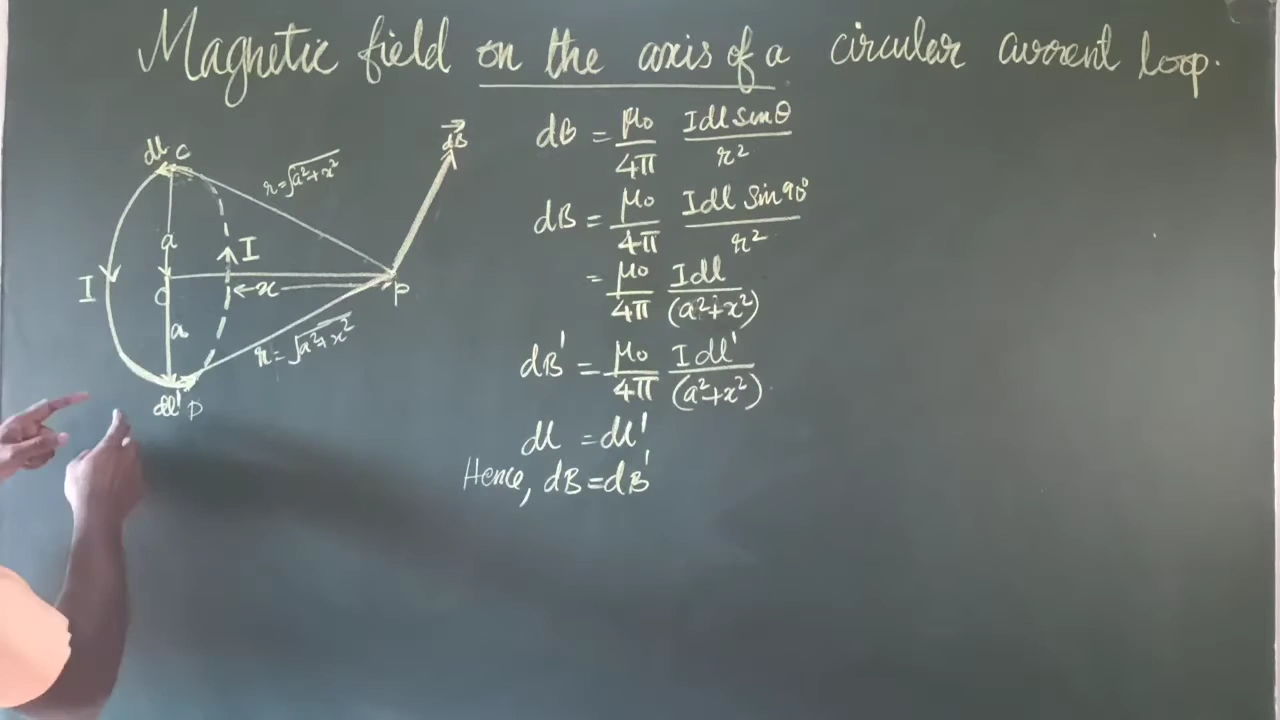 Magnetic field on the axis of a circular current loop.
dB = μ₀/4π Idl sinθ/r²
dB = μ₀/4π Idl sin90°/r²
= μ₀/4π Idl/(a²+x²)
dB' = μ₀/4π Idl'/(a²+x²)
dl = dl'
Hence, dB = dB'
dl C
r = √a²+x²
dB⃗
a
I
I
O
x
P
a
r = √a²+x²
dl' D